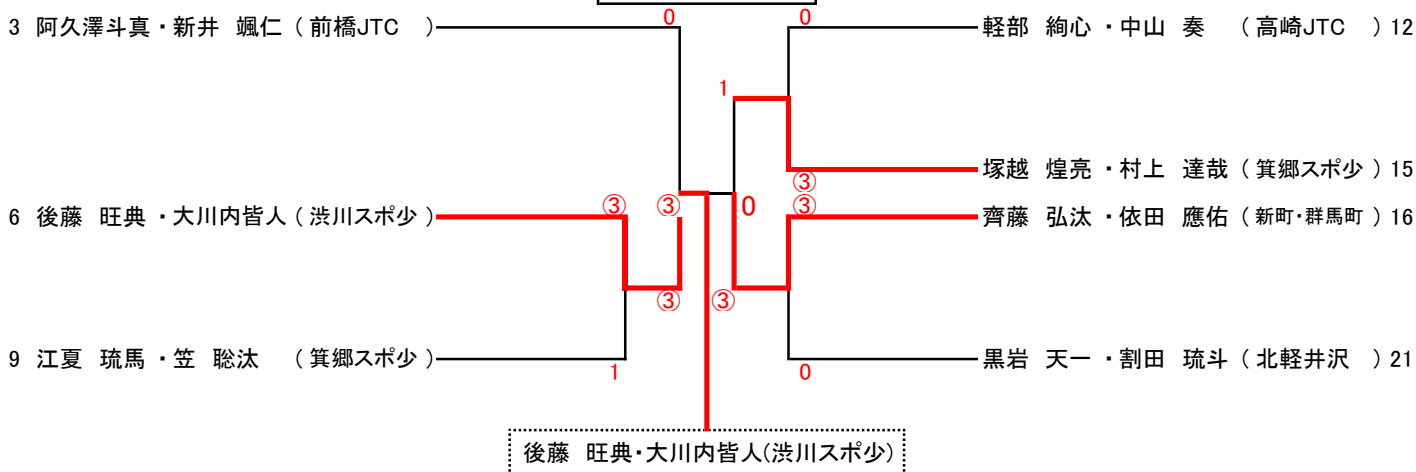 0 0
3 阿久澤斗真・新井 颯仁 ( 前橋JTC ) 軽部 絢心 ・中山 奏 ( 高崎JTC ) 12
1
塚越 煌亮 ・村上 達哉 ( 箕郷スポ少 ) 15
③
③ ③ 0 ③
6 後藤 旺典 ・大川内皆人 ( 渋川スポ少 ) 齊藤 弘汰 ・依田 應佑 ( 新町・群馬町 ) 16
③ ③
9 江夏 琉馬 ・笠 聡汰 ( 箕郷スポ少 ) 黒岩 天一 ・割田 琉斗 ( 北軽井沢 ) 21
1 0
後藤 旺典・大川内皆人(渋川スポ少)